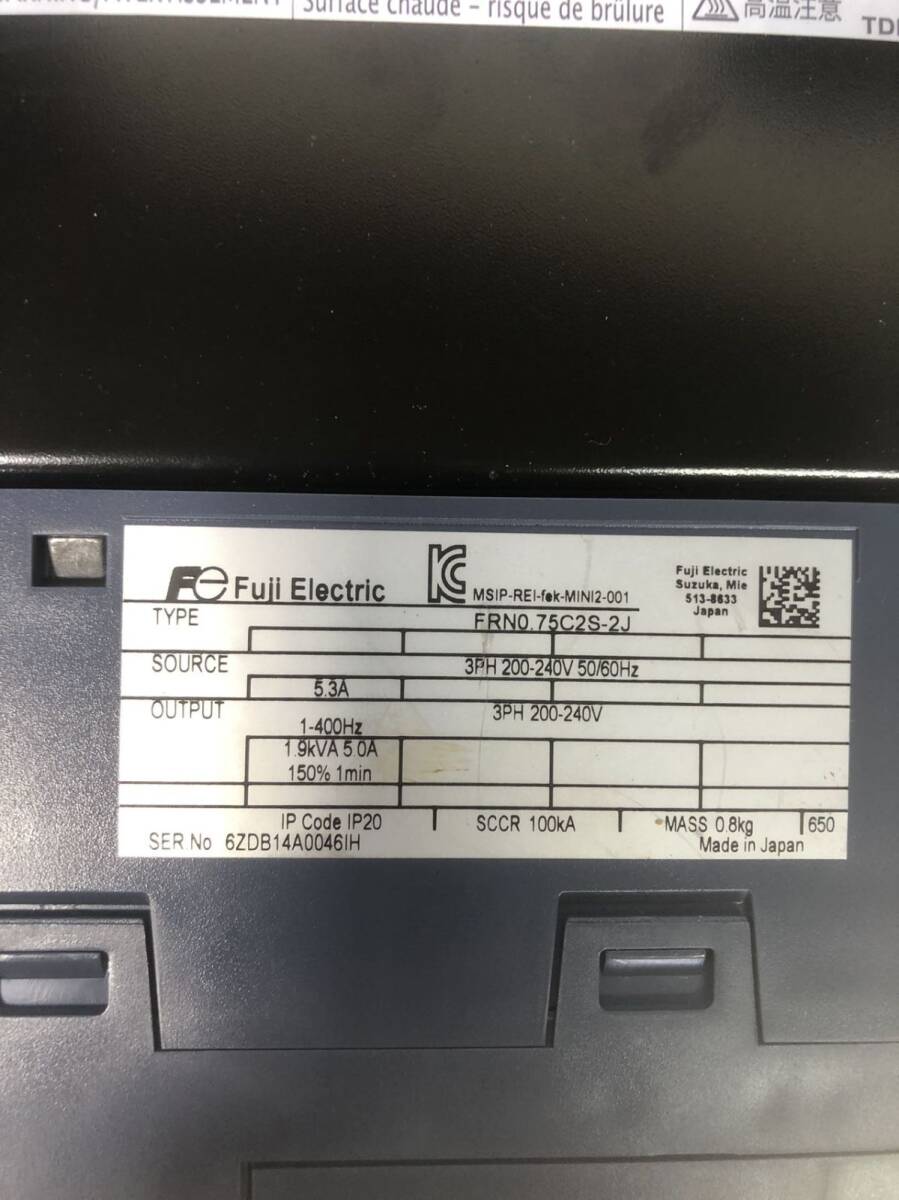 Surface chaude – risque de brûlure
高温注意
Fe Fuji Electric
MSIP-REI-fek-MINI2-001
Fuji Electric
Suzuka, Mie
513-8633
Japan
TYPE FRN0.75C2S-2J
SOURCE 3PH 200-240V 50/60Hz
5.3A
OUTPUT 3PH 200-240V
1-400Hz
1.9kVA 5.0A
150% 1min
IP Code IP20 SCCR 100kA MASS 0.8kg 650
SER No 6ZDB14A0046IH Made in Japan